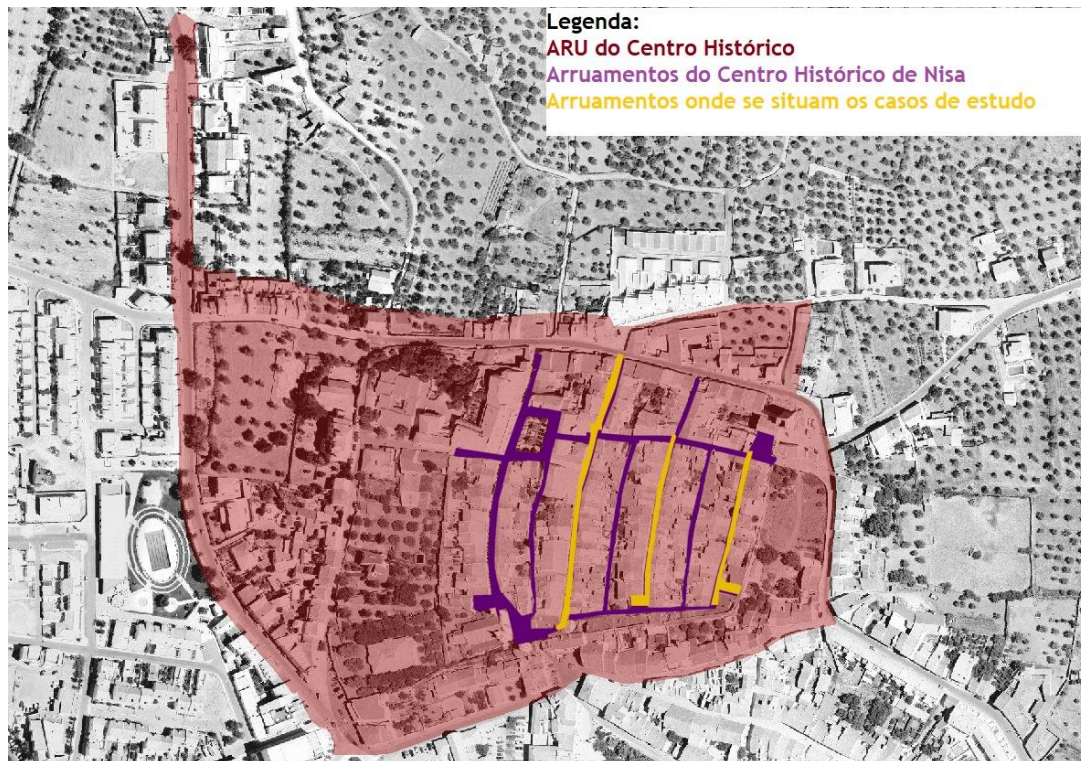 Legenda:
ARU do Centro Histórico
Arruamentos do Centro Histórico de Nisa
Arruamentos onde se situam os casos de estudo